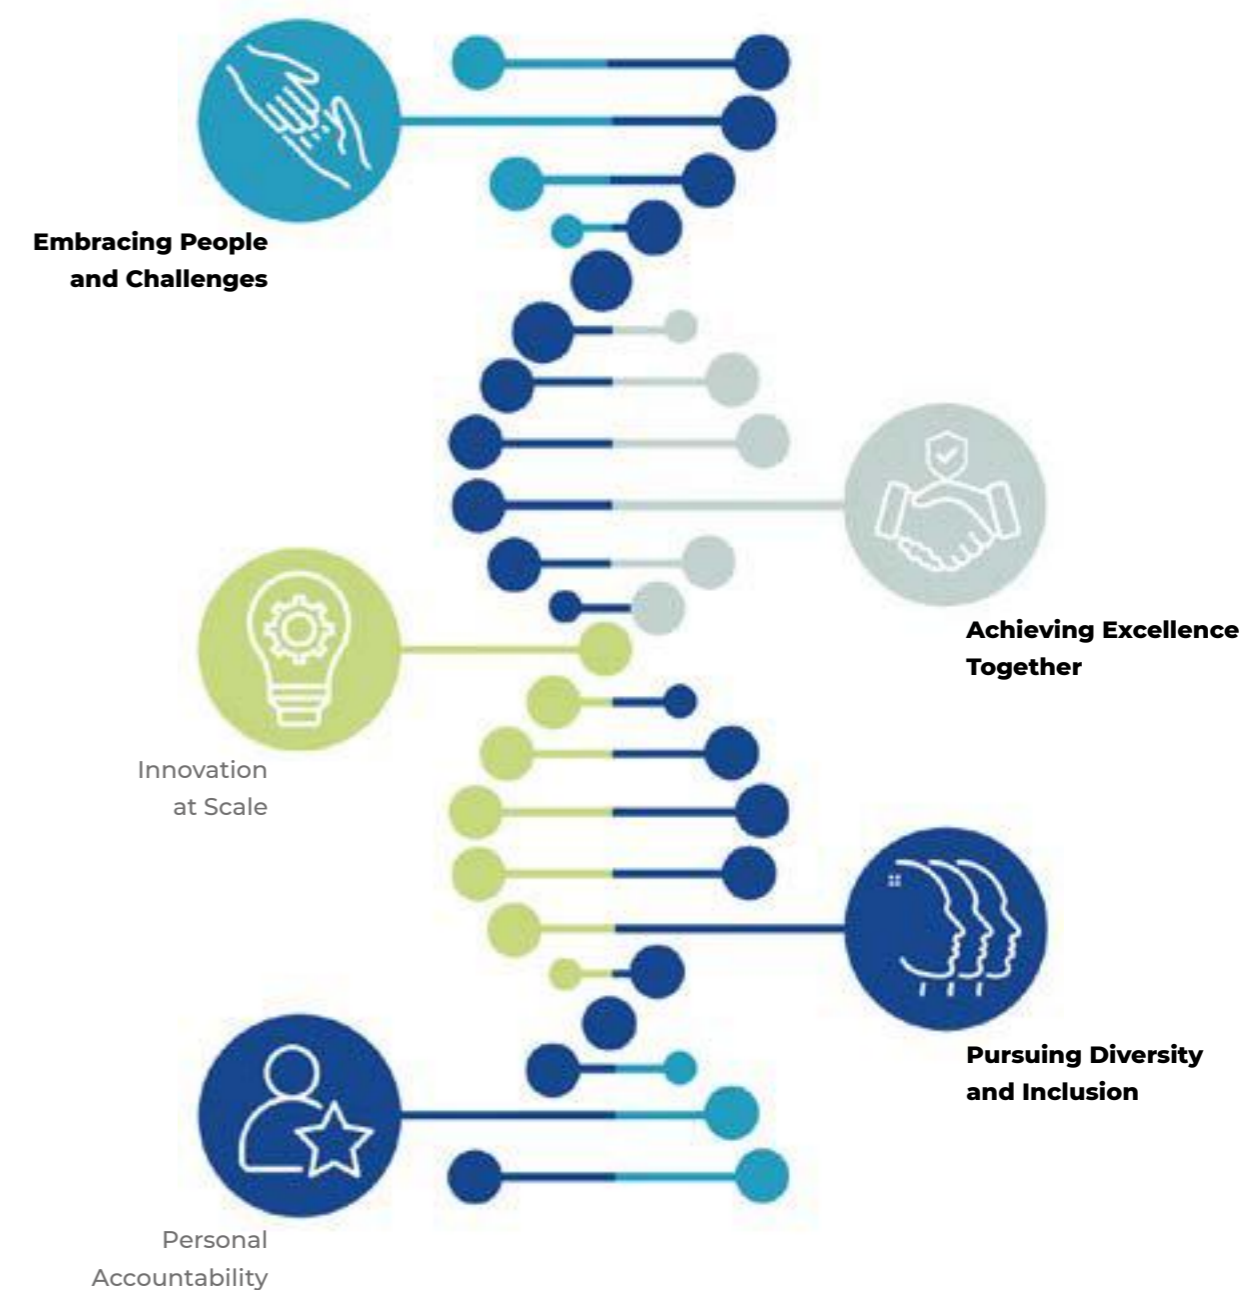 Embracing People
and Challenges
Achieving Excellence
Together
Innovation
at Scale
Pursuing Diversity
and Inclusion
Personal
Accountability